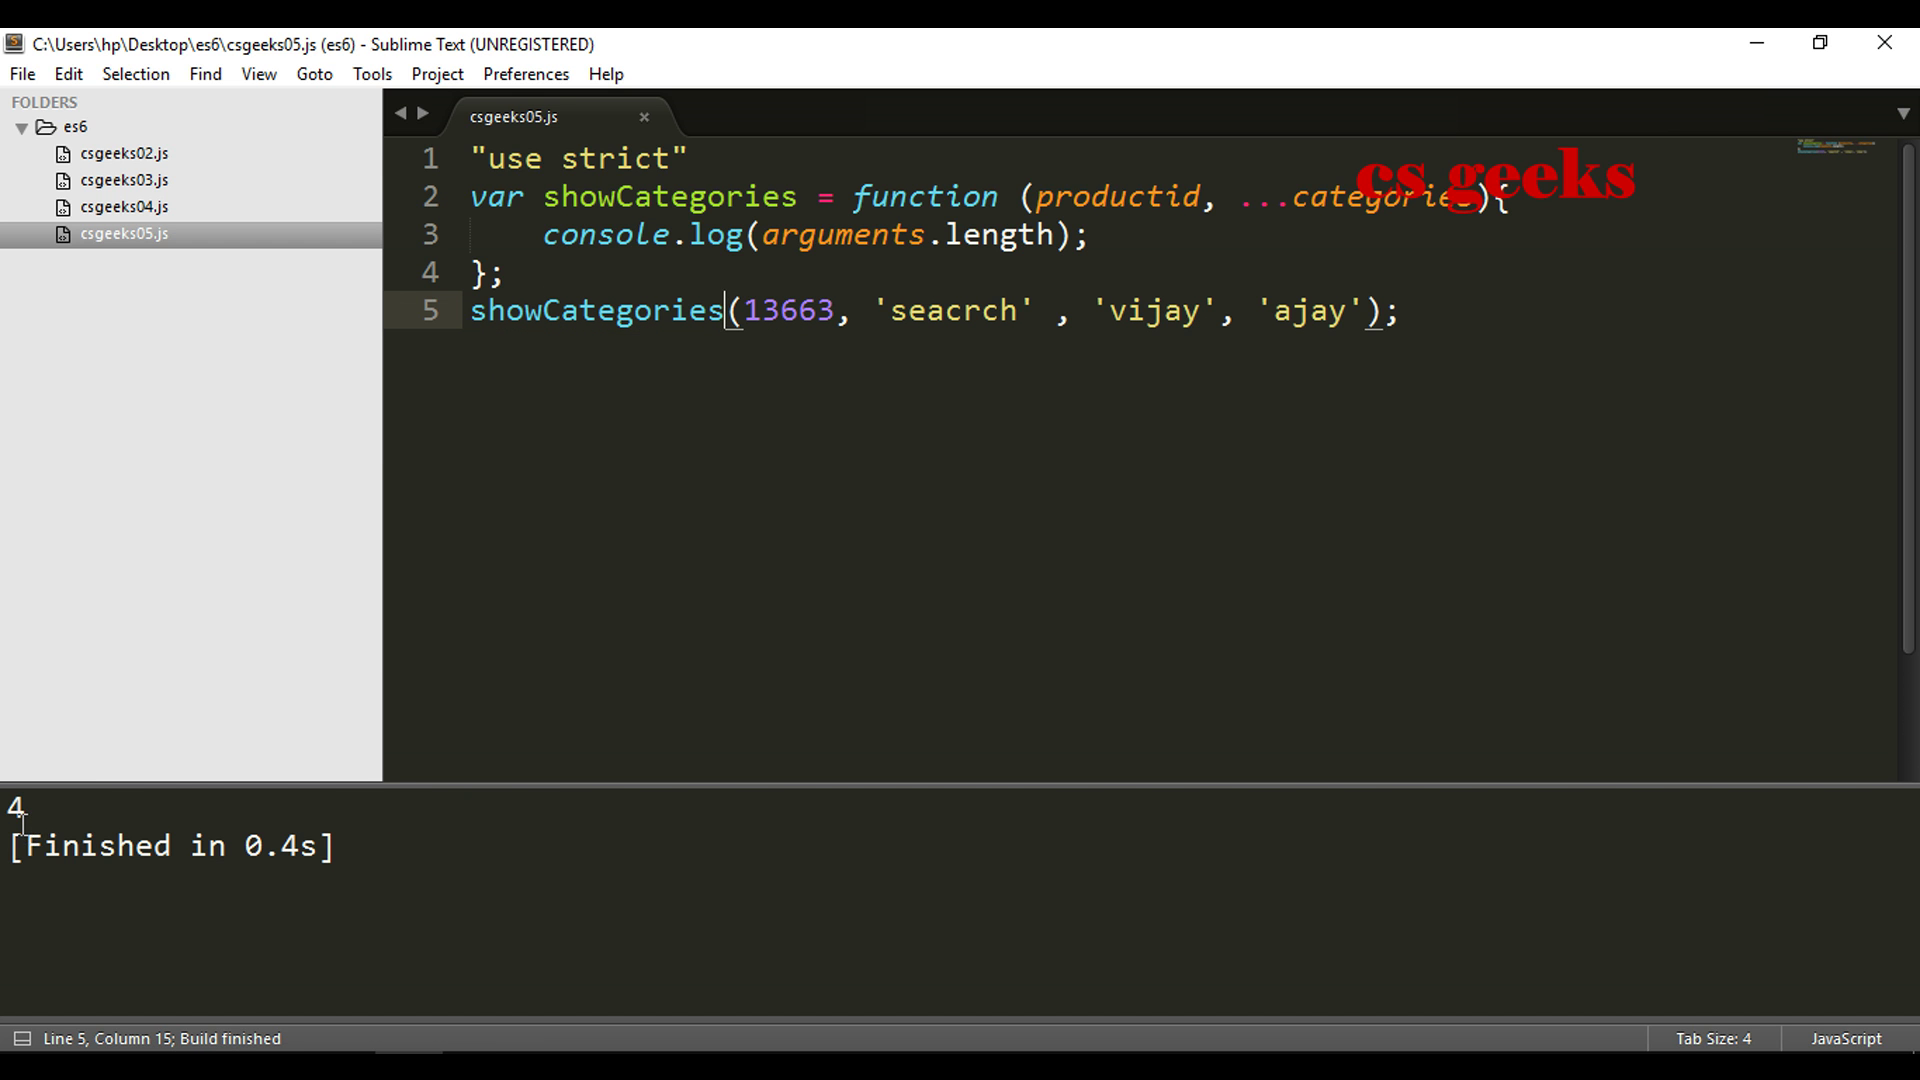 C:\Users\hp\Desktop\es6\csgeeks05.js (es6) - Sublime Text (UNREGISTERED)
File Edit Selection Find View Goto Tools Project Preferences Help
FOLDERS
es6
csgeeks02.js
csgeeks03.js
csgeeks04.js
csgeeks05.js
csgeeks05.js
cs geeks
1 "use strict"
2 var showCategories = function (productid, ...categories){
3 console.log(arguments.length);
4 };
5 showCategories(13663, 'seacrch' , 'vijay', 'ajay');
4
[Finished in 0.4s]
Line 5, Column 15; Build finished
Tab Size: 4
JavaScript